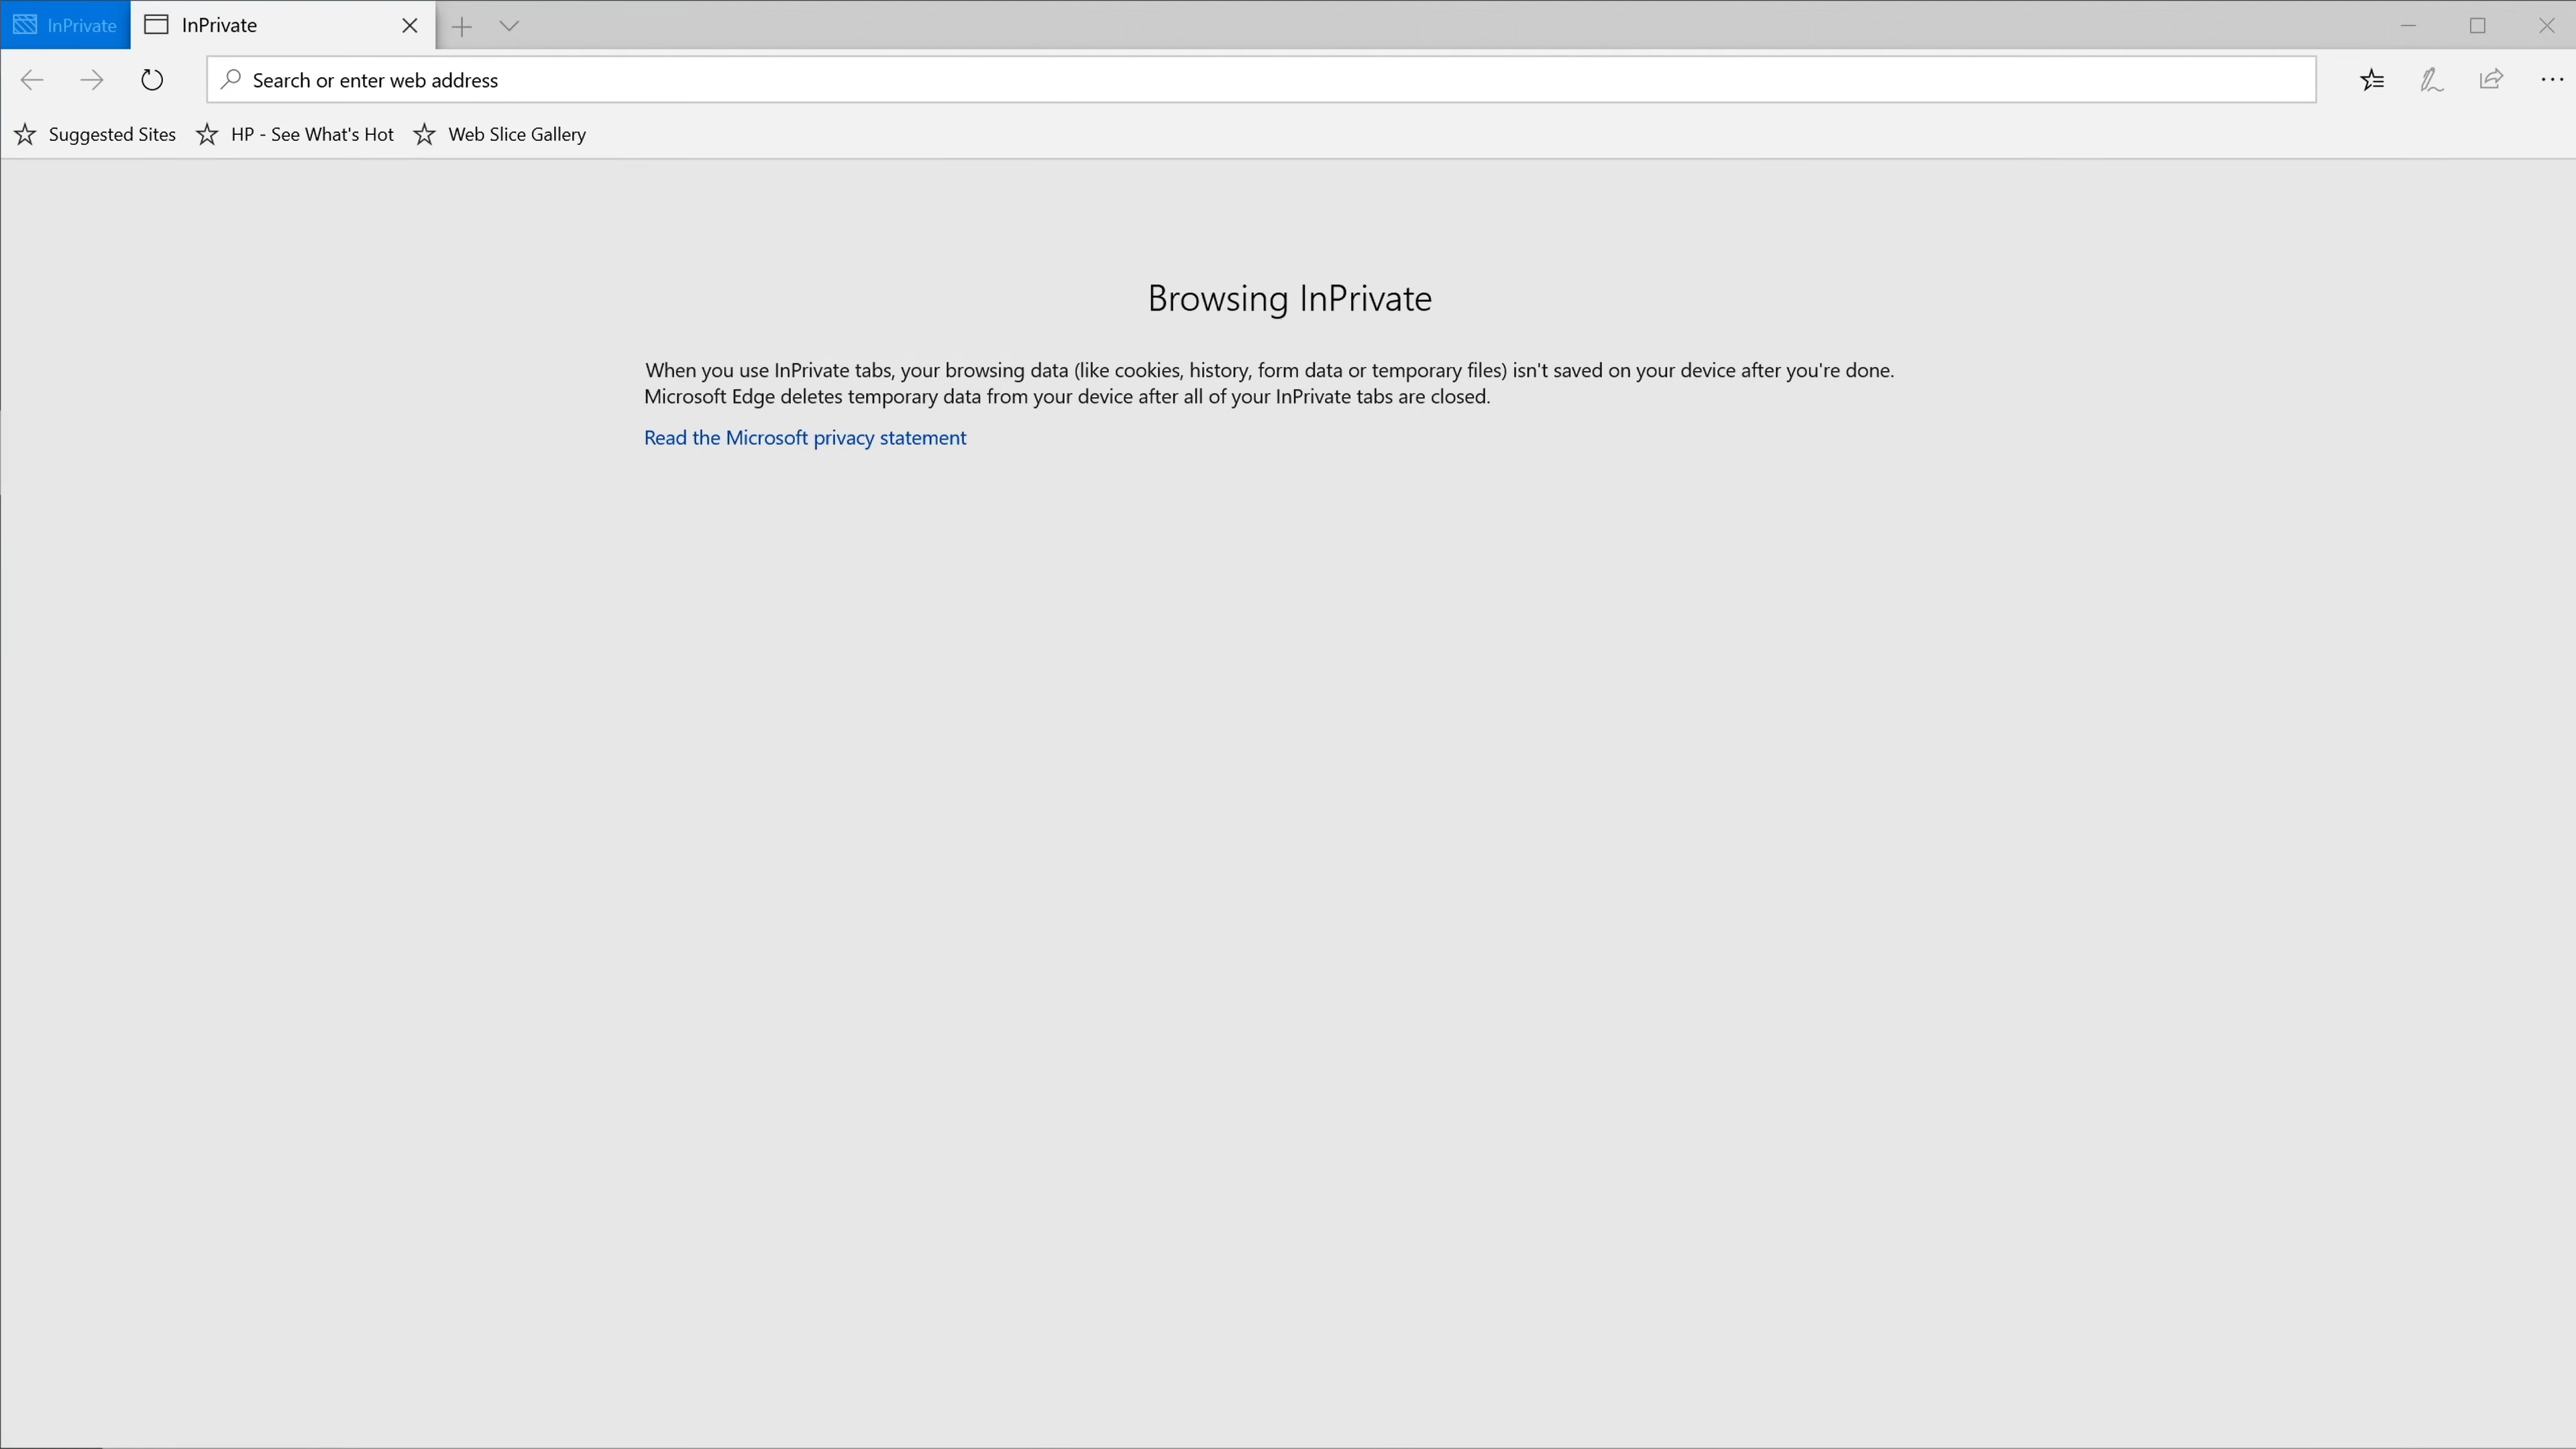 InPrivate
InPrivate
Search or enter web address
Suggested Sites
HP - See What's Hot
Web Slice Gallery
Browsing InPrivate
When you use InPrivate tabs, your browsing data (like cookies, history, form data or temporary files) isn't saved on your device after you're done.
Microsoft Edge deletes temporary data from your device after all of your InPrivate tabs are closed.
Read the Microsoft privacy statement